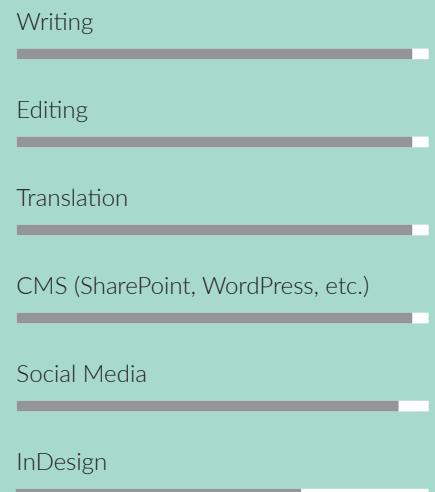 Writing
Editing
Translation
CMS (SharePoint, WordPress, etc.)
Social Media
InDesign